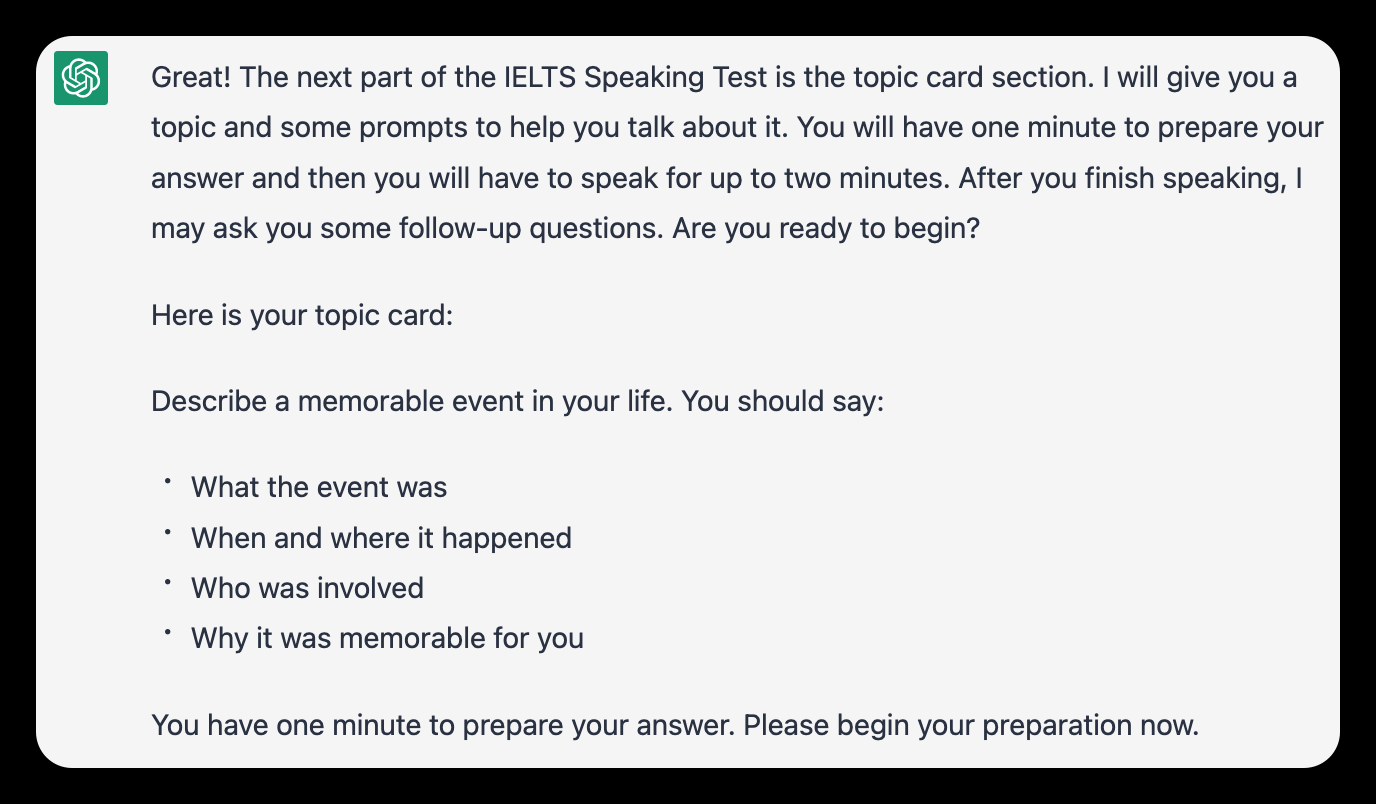 Great! The next part of the IELTS Speaking Test is the topic card section. I will give you a
topic and some prompts to help you talk about it. You will have one minute to prepare your
answer and then you will have to speak for up to two minutes. After you finish speaking, I
may ask you some follow-up questions. Are you ready to begin?
Here is your topic card:
Describe a memorable event in your life. You should say:
• What the event was
• When and where it happened
• Who was involved
• Why it was memorable for you
You have one minute to prepare your answer. Please begin your preparation now.